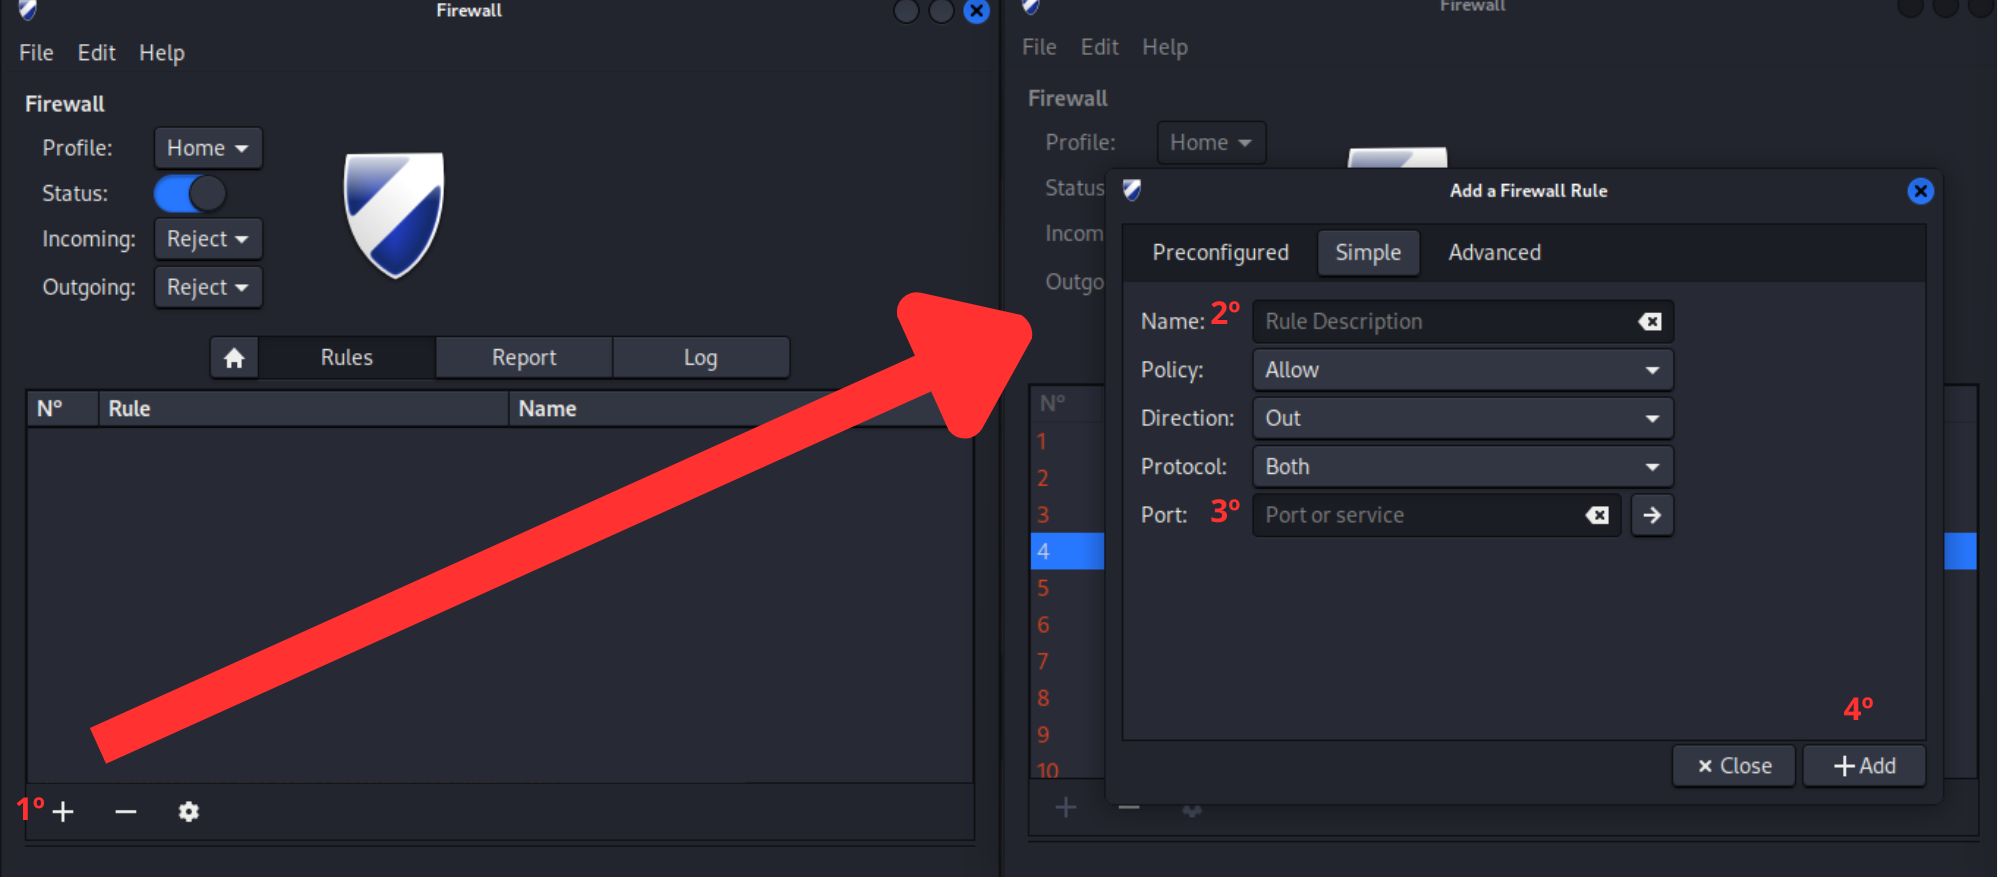 Firewall
File Edit Help
Firewall
Profile: Home
Status:
Incoming: Reject
Outgoing: Reject
Rules Report Log
Nº Rule Name
1º
Firewall
File Edit Help
Firewall
Profile: Home
Status
Incom
Outgo
Nº
1
2
3
4
5
6
7
8
9
10
Add a Firewall Rule
Preconfigured Simple Advanced
Name: 2º Rule Description
Policy: Allow
Direction: Out
Protocol: Both
Port: 3º Port or service
4º
Close Add